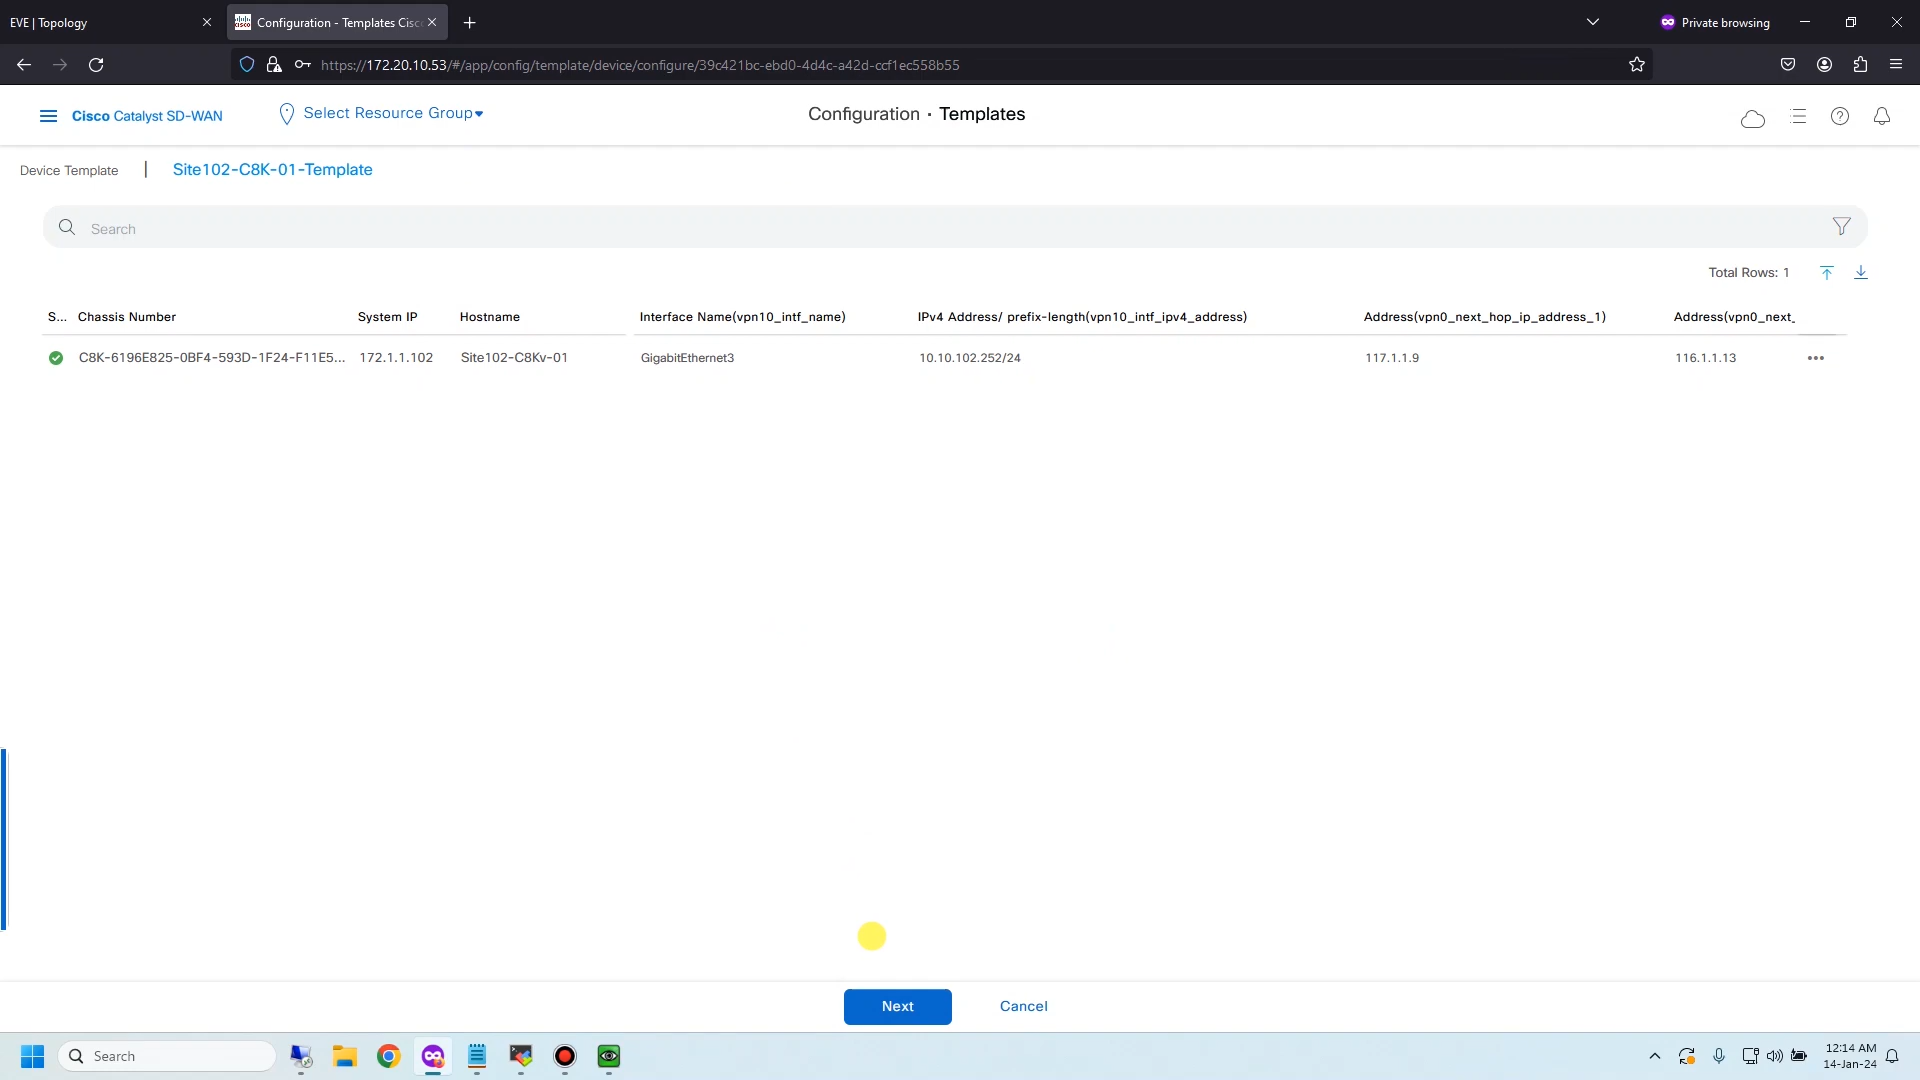 EVE | Topology
Configuration - Templates Cisc
Private browsing
https://172.20.10.53/#/app/config/template/device/configure/39c421bc-ebd0-4d4c-a42d-ccf1ec558b55
Cisco Catalyst SD-WAN
Select Resource Group
Configuration · Templates
Device Template | Site102-C8K-01-Template
Search
Total Rows: 1
S... Chassis Number System IP Hostname Interface Name(vpn10_intf_name) IPv4 Address/ prefix-length(vpn10_intf_ipv4_address) Address(vpn0_next_hop_ip_address_1) Address(vpn0_next_
C8K-6196E825-0BF4-593D-1F24-F11E5... 172.1.1.102 Site102-C8Kv-01 GigabitEthernet3 10.10.102.252/24 117.1.1.9 116.1.1.13 •••
Next Cancel
Search
12:14 AM
14-Jan-24